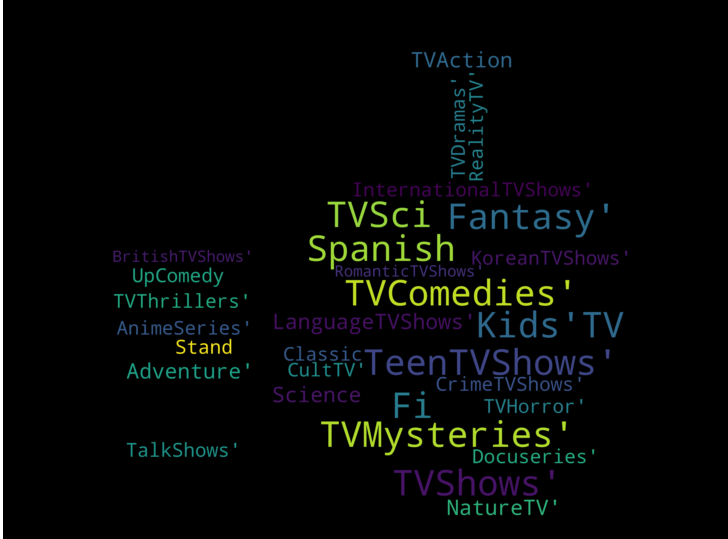 TVAction
TVDramas'
RealityTV'
InternationalTVShows'
TVSci Fantasy'
Spanish
BritishTVShows' KoreanTVShows'
RomanticTVShows'
UpComedy
TVComedies'
TVThrillers'
LanguageTVShows' Kids'TV
AnimeSeries'
Stand
Classic TeenTVShows'
Adventure' CultTV'
CrimeTVShows'
Science
Fi TVHorror'
TVMysteries'
TalkShows' Docuseries'
TVShows'
NatureTV'